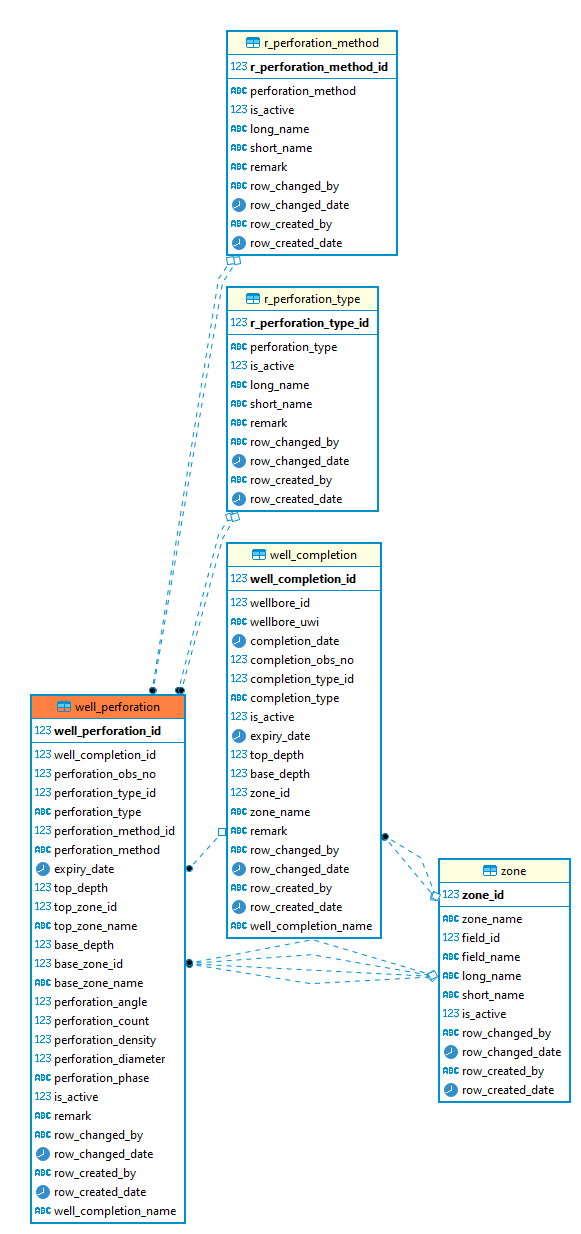 r_perforation_method
123 r_perforation_method_id
ABC perforation_method
123 is_active
ABC long_name
ABC short_name
ABC remark
ABC row_changed_by
row_changed_date
ABC row_created_by
row_created_date
r_perforation_type
123 r_perforation_type_id
ABC perforation_type
123 is_active
ABC long_name
ABC short_name
ABC remark
ABC row_changed_by
row_changed_date
ABC row_created_by
row_created_date
well_completion
123 well_completion_id
123 wellbore_id
ABC wellbore_uwi
completion_date
123 completion_obs_no
123 completion_type_id
ABC completion_type
123 is_active
expiry_date
123 top_depth
123 base_depth
123 zone_id
ABC zone_name
ABC remark
ABC row_changed_by
row_changed_date
ABC row_created_by
row_created_date
ABC well_completion_name
well_perforation
123 well_perforation_id
123 well_completion_id
123 perforation_obs_no
123 perforation_type_id
ABC perforation_type
123 perforation_method_id
ABC perforation_method
expiry_date
123 top_depth
123 top_zone_id
ABC top_zone_name
123 base_depth
123 base_zone_id
ABC base_zone_name
123 perforation_angle
123 perforation_count
123 perforation_density
123 perforation_diameter
ABC perforation_phase
123 is_active
ABC remark
ABC row_changed_by
row_changed_date
ABC row_created_by
row_created_date
ABC well_completion_name
zone
123 zone_id
ABC zone_name
123 field_id
ABC field_name
ABC long_name
ABC short_name
123 is_active
ABC row_changed_by
row_changed_date
ABC row_created_by
row_created_date